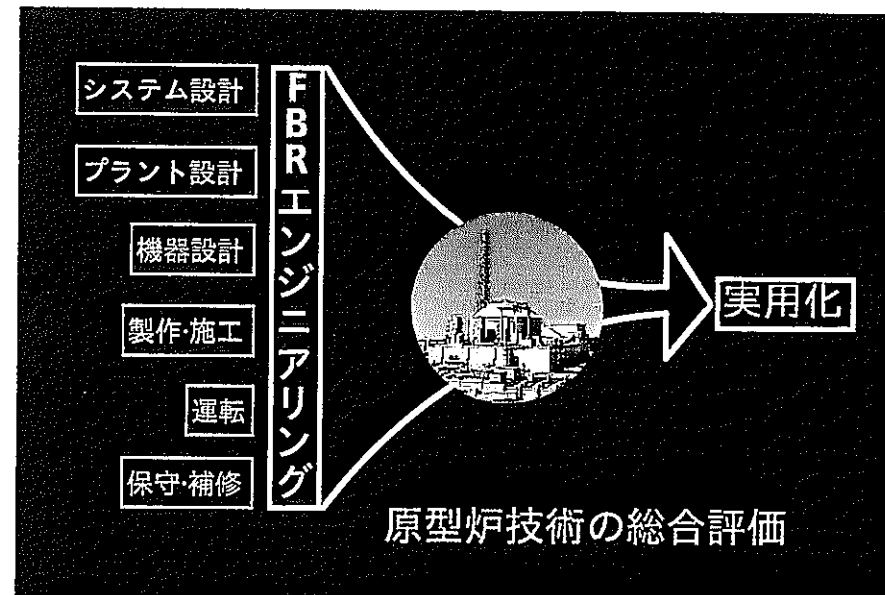 システム設計
プラント設計
機器設計
製作・施工
運転
保守・補修
FBRエンジニアリング
実用化
原型炉技術の総合評価